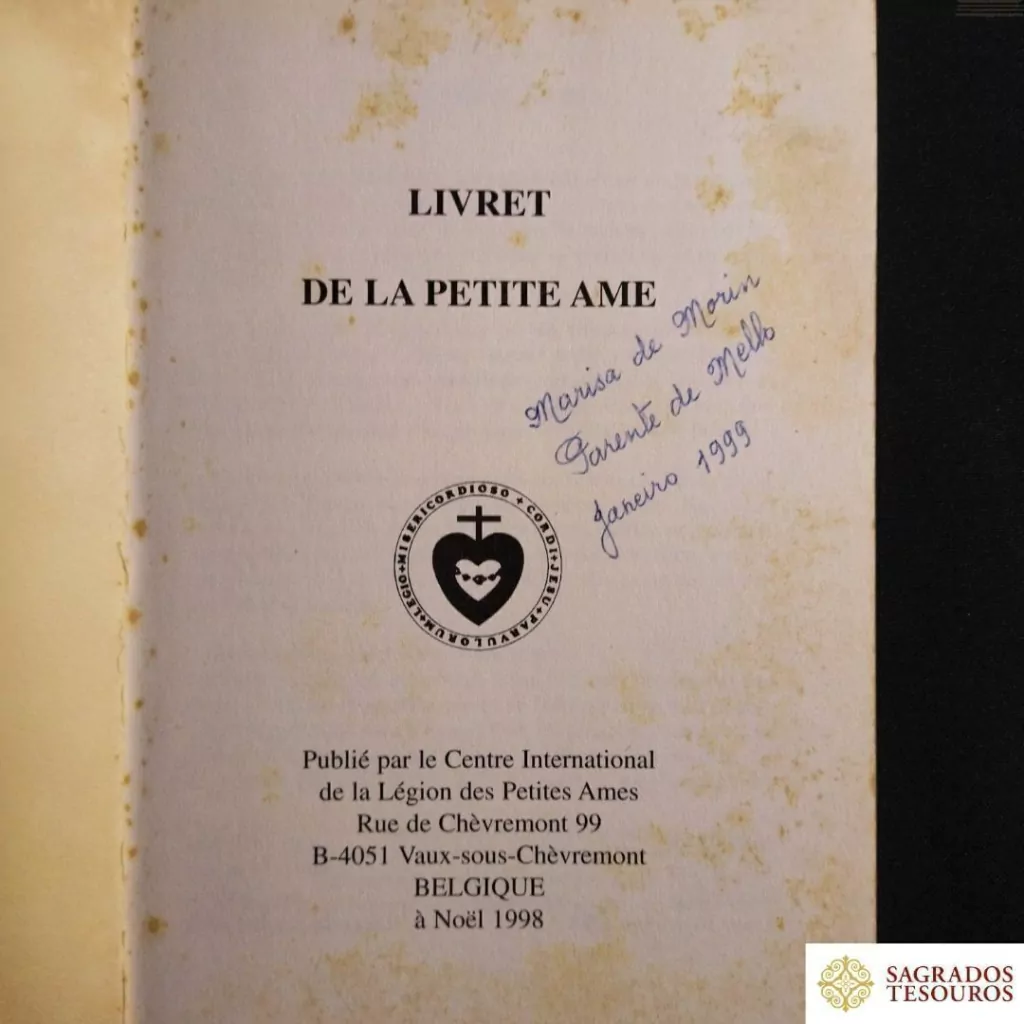 LIVRET
DE LA PETITE AME
Marisa de Morin
Parente de Mello
Janeiro 1999
LEGIO + MISERICORDIOSO + CORDI + JESU + PARVULORUM +
Publié par le Centre International
de la Légion des Petites Ames
Rue de Chèvremont 99
B-4051 Vaux-sous-Chèvremont
BELGIQUE
à Noël 1998
SAGRADOS
TESOUROS